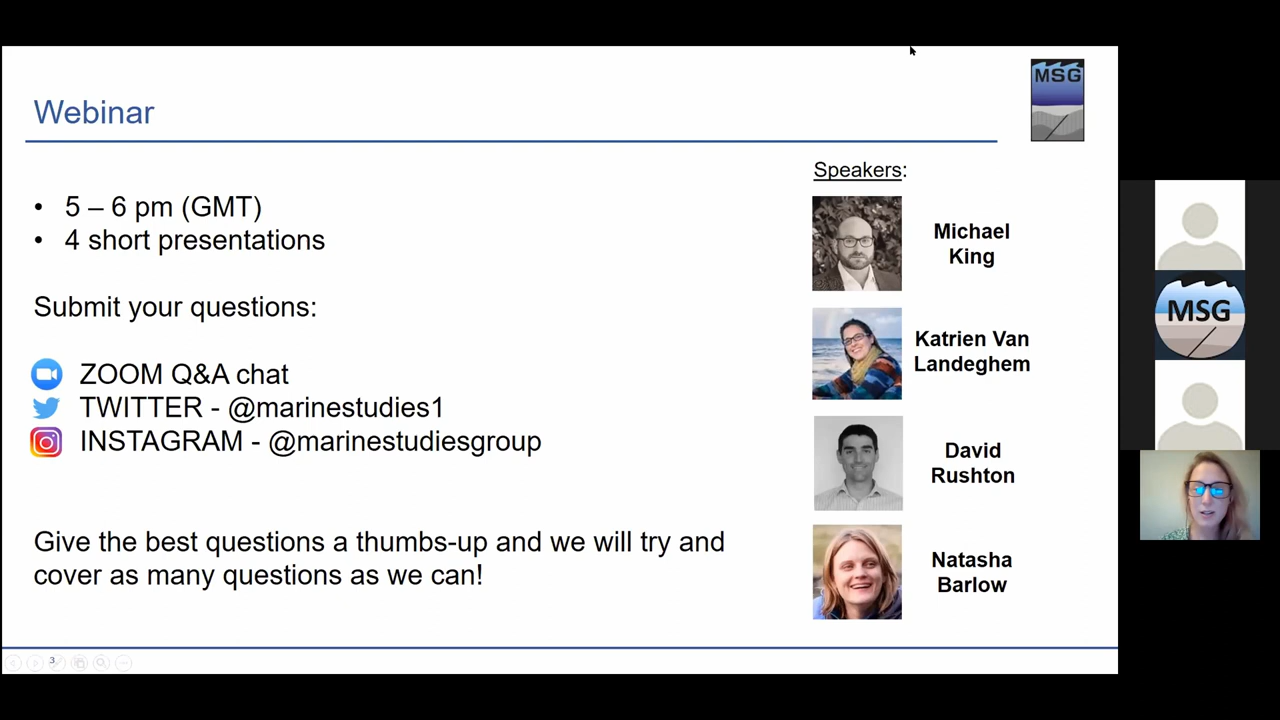 MSG
Webinar
Speakers:
• 5 – 6 pm (GMT)
• 4 short presentations
Submit your questions:
ZOOM Q&A chat
TWITTER - @marinestudies1
INSTAGRAM - @marinestudiesgroup
Give the best questions a thumbs-up and we will try and
cover as many questions as we can!
Michael
King
Katrien Van
Landeghem
David
Rushton
Natasha
Barlow
MSG
3